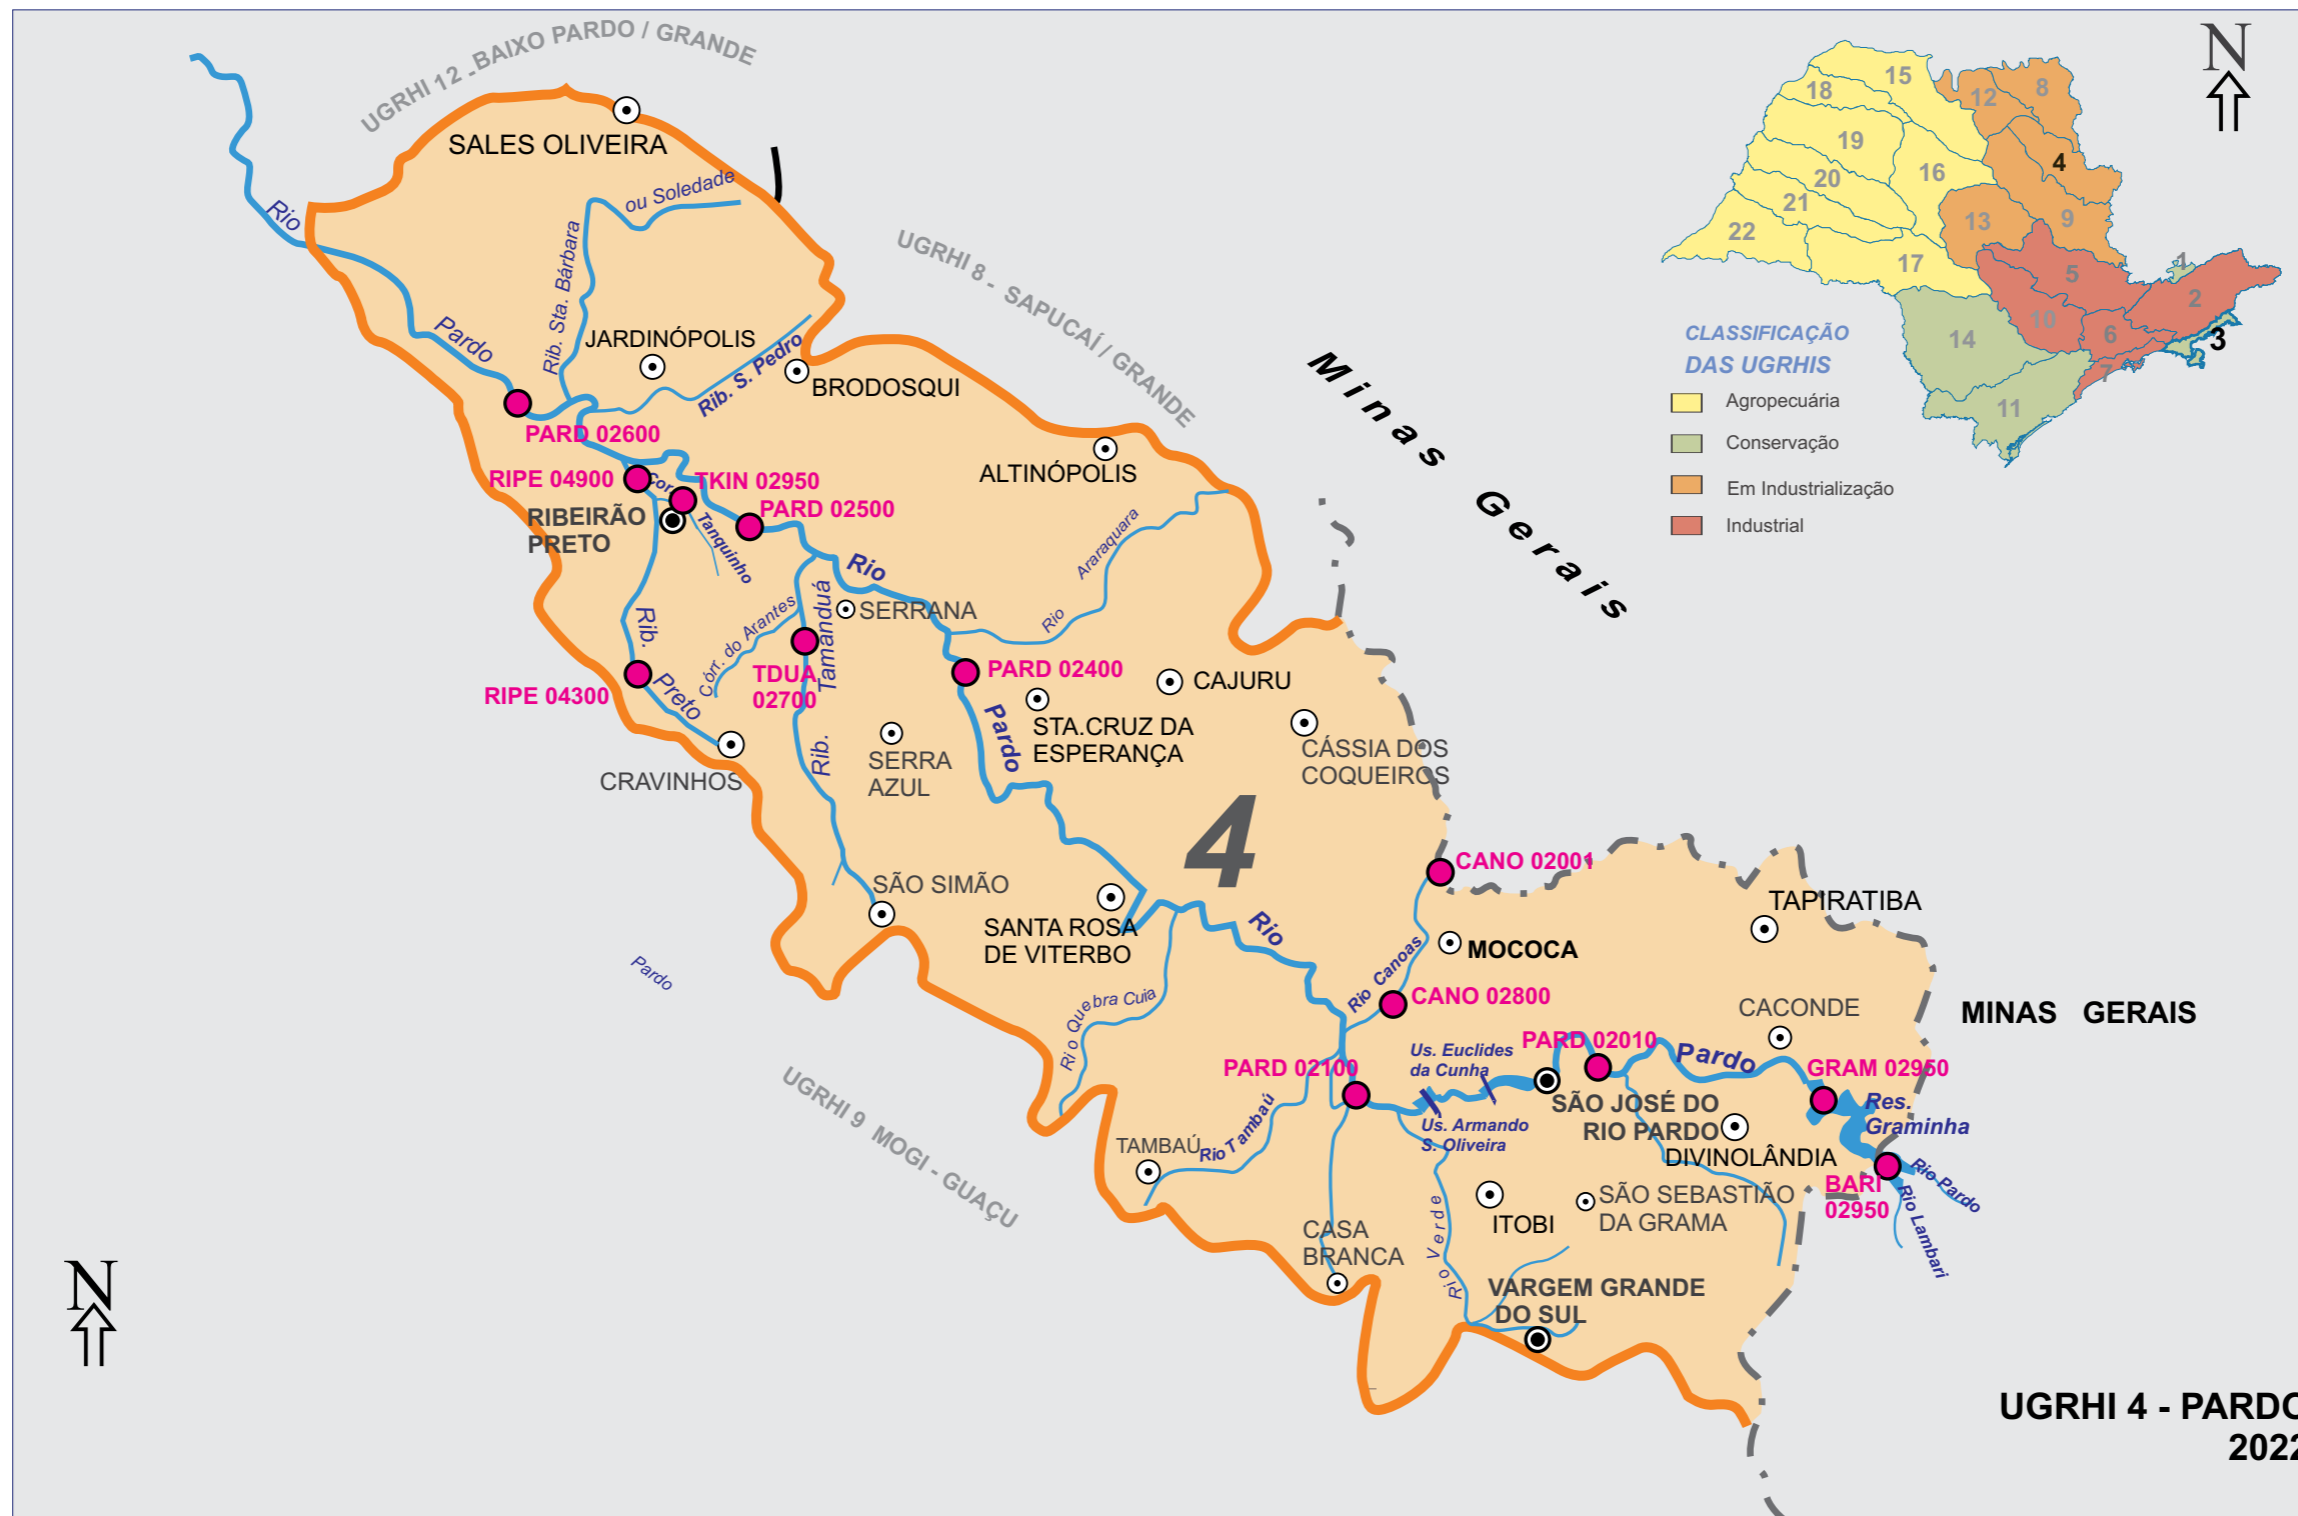 UGRHI 12 - BAIXO PARDO / GRANDE
N
15
18
12
8
19
4
16
20
21
13
9
22
17
5
1
2
10
6
3
14
7
11
CLASSIFICAÇÃO
DAS UGRHIS
Agropecuária
Conservação
Em Industrialização
Industrial
SALES OLIVEIRA
ou Soledade
Rib. Sta. Bárbara
Rio
Pardo
UGRHI 8 - SAPUCAÍ / GRANDE
JARDINÓPOLIS
Rib. S. Pedro
BRODOSQUI
Minas Gerais
PARD 02600
ALTINÓPOLIS
RIPE 04900
Cor.
TKIN 02950
PARD 02500
RIBEIRÃO
PRETO
Tanquinho
Rio
Araraquara
Rio
Rib.
Preto
Córr. do Arantes
SERRANA
Tamanduá
Rib.
TDUA
02700
RIPE 04300
PARD 02400
CAJURU
STA.CRUZ DA
ESPERANÇA
Pardo
CÁSSIA DOS
COQUEIROS
SERRA
AZUL
CRAVINHOS
4
CANO 02001
SÃO SIMÃO
TAPIRATIBA
SANTA ROSA
DE VITERBO
Rio
MOCOCA
Rio Canoas
Pardo
CANO 02800
Rio Quebra Cuia
CACONDE
MINAS GERAIS
PARD 02010
Us. Euclides
da Cunha
Pardo
PARD 02100
GRAM 02950
UGRHI 9 MOGI - GUAÇU
SÃO JOSÉ DO
RIO PARDO
Res.
Graminha
Us. Armando
S. Oliveira
TAMBAÚ
Rio Tambaú
DIVINOLÂNDIA
BARI
02950
Rio Pardo
Rio Lambari
SÃO SEBASTIÃO
DA GRAMA
Rio Verde
ITOBI
CASA
BRANCA
VARGEM GRANDE
DO SUL
N
UGRHI 4 - PARDO
2022